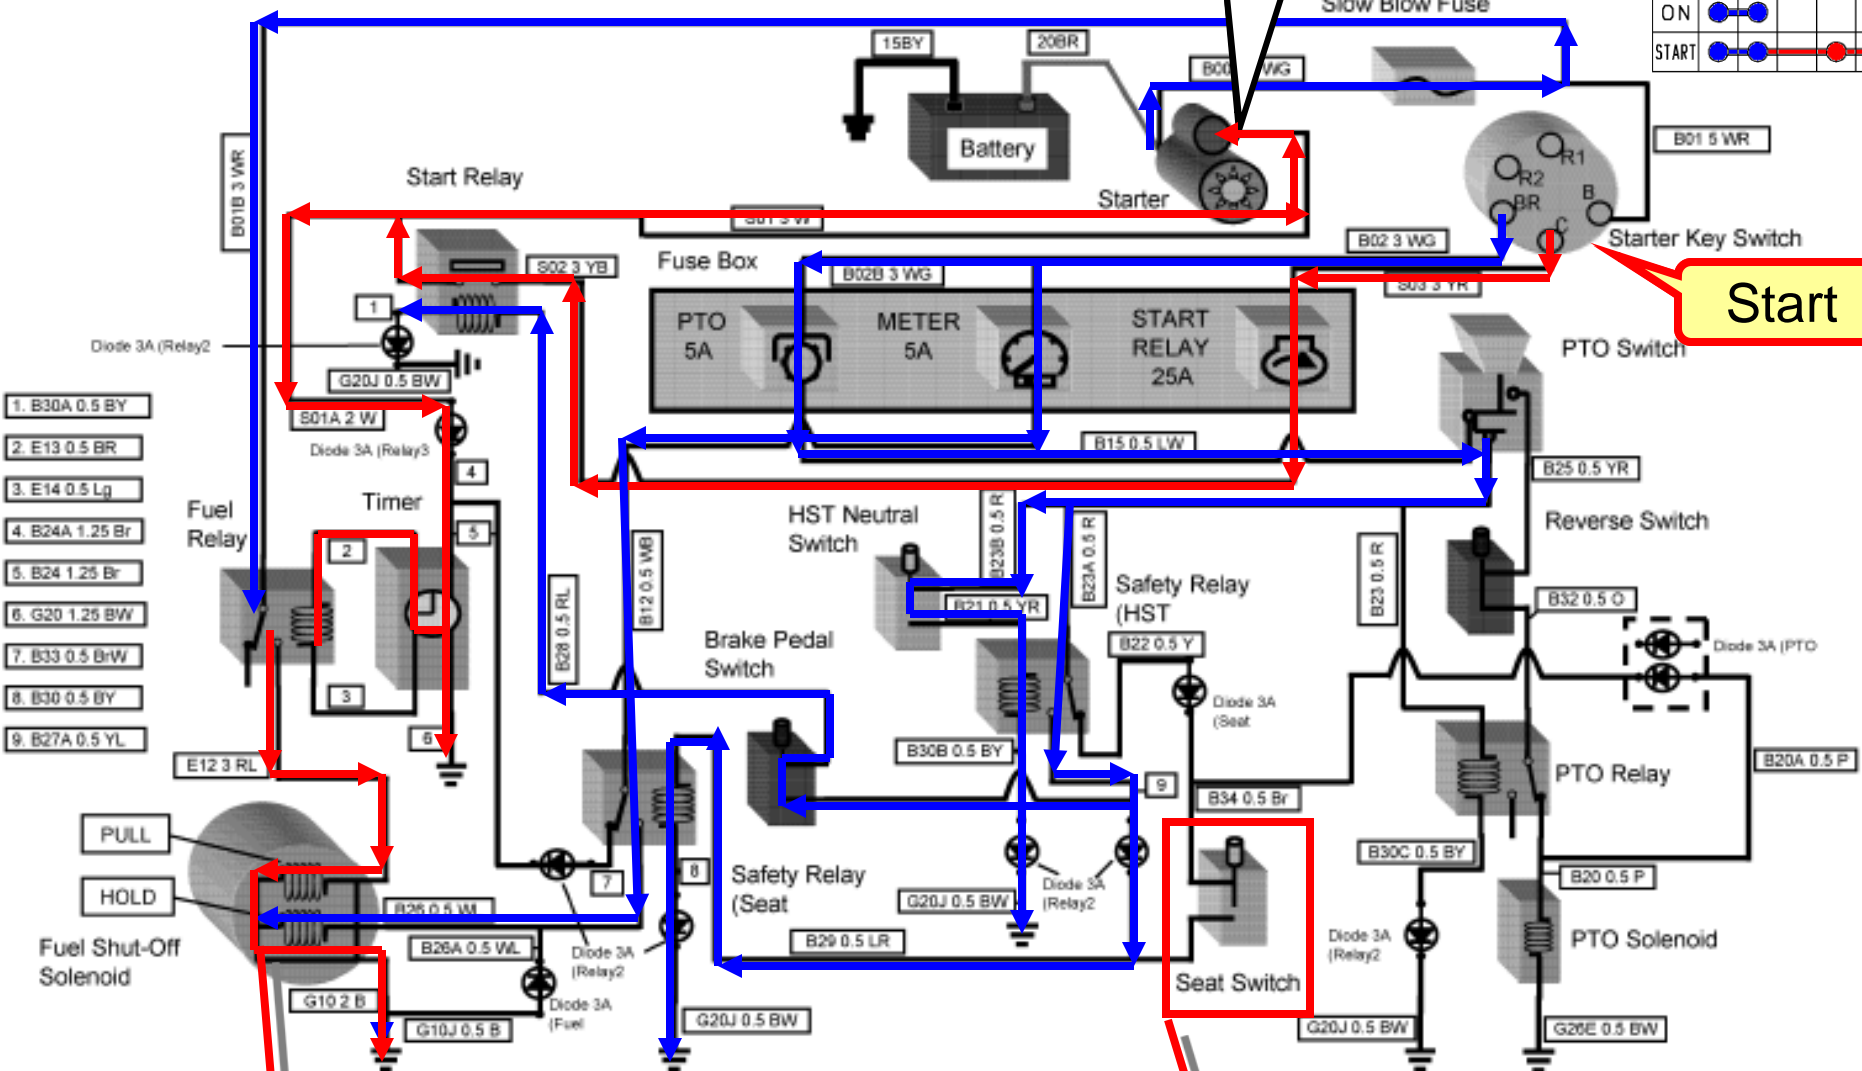 Slow Blow Fuse
ON
START
15BY
20BR
WG
B01 5 WR
Battery
Starter
R1
R2
BR
B
C
Starter Key Switch
Start
B01B 3 WR
Start Relay
S01 3 W
S02 3 YB
Fuse Box
B02 3 WG
B02B 3 WG
S03 3 YR
PTO
5A
METER
5A
START
RELAY
25A
PTO Switch
1
Diode 3A (Relay2
G20J 0.5 BW
S01A 2 W
Diode 3A (Relay3
1. B30A 0.5 BY
2. E13 0.5 BR
3. E14 0.5 Lg
4. B24A 1.25 Br
5. B24 1.25 Br
6. G20 1.25 BW
7. B33 0.5 BrW
8. B30 0.5 BY
9. B27A 0.5 YL
4
B15 0.5 LW
B25 0.5 YR
Fuel
Relay
Timer
2
5
3
6
B28 0.5 RL
B12 0.5 WB
HST Neutral
Switch
B23B 0.5 R
B21 0.5 YR
B23A 0.5 R
Safety Relay
(HST
B23 0.5 R
Reverse Switch
B32 0.5 O
Diode 3A (PTO
Brake Pedal
Switch
B22 0.5 Y
Diode 3A
(Seat
B30B 0.5 BY
9
B34 0.5 Br
PTO Relay
B20A 0.5 P
E12 3 RL
PULL
HOLD
Fuel Shut-Off
Solenoid
B26 0.5 WL
B26A 0.5 WL
7
8
Diode 3A
(Relay2
Diode 3A
(Fuel
G10 2 B
G10J 0.5 B
Safety Relay
(Seat
B29 0.5 LR
G20J 0.5 BW
G20J 0.5 BW
Diode 3A
(Relay2
Seat Switch
B30C 0.5 BY
B20 0.5 P
Diode 3A
(Relay2
PTO Solenoid
G20J 0.5 BW
G26E 0.5 BW